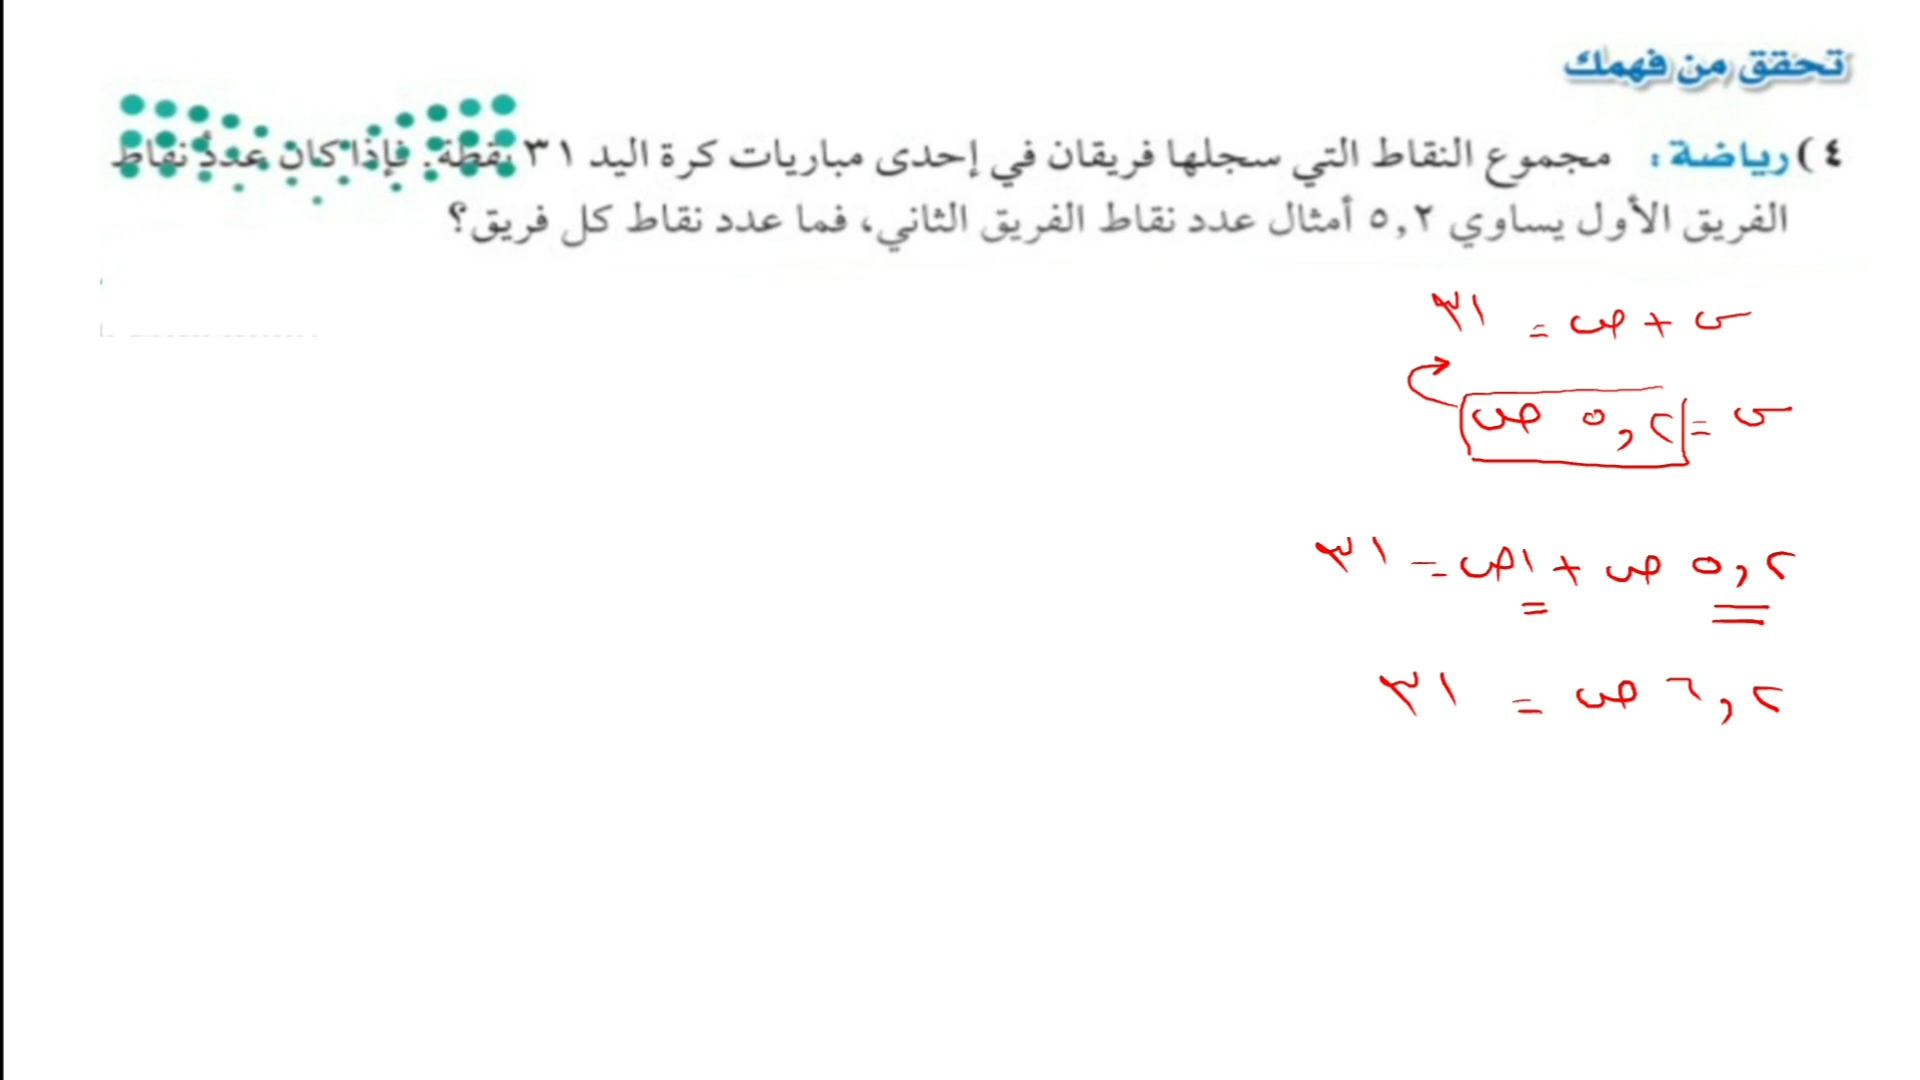 تحقق من فهمك
٤) رياضة: مجموع النقاط التي سجلها فريقان في إحدى مباريات كرة اليد ٣١ نقطة. فإذا كان عدد نقاط
الفريق الأول يساوي ٥,٢ أمثال عدد نقاط الفريق الثاني، فما عدد نقاط كل فريق؟
س + ص = ٣١
س = ٥,٢ ص
٥,٢ ص + ١ص = ٣١
٦,٢ ص = ٣١